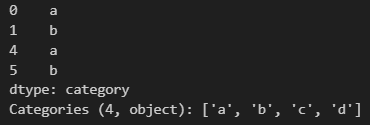 0    a
1    b
4    a
5    b
dtype: category
Categories (4, object): ['a', 'b', 'c', 'd']